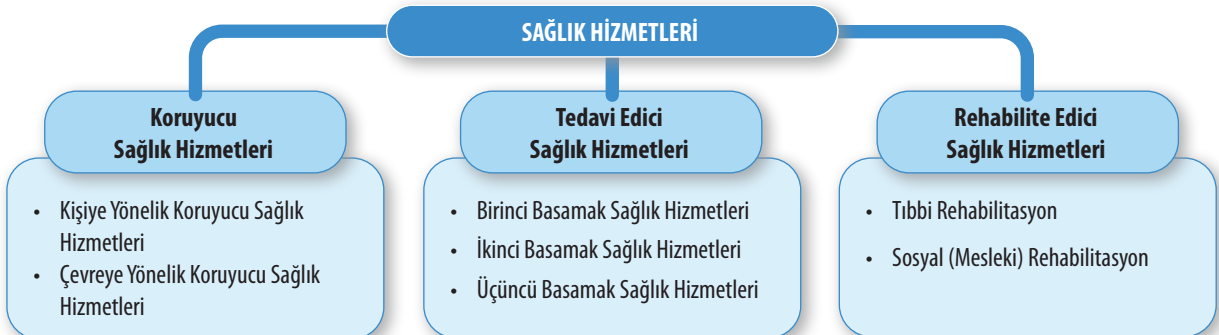 SAĞLIK HİZMETLERİ
Koruyucu
Sağlık Hizmetleri
• Kişiye Yönelik Koruyucu Sağlık
Hizmetleri
• Çevreye Yönelik Koruyucu Sağlık
Hizmetleri
Tedavi Edici
Sağlık Hizmetleri
• Birinci Basamak Sağlık Hizmetleri
• İkinci Basamak Sağlık Hizmetleri
• Üçüncü Basamak Sağlık Hizmetleri
Rehabilite Edici
Sağlık Hizmetleri
• Tıbbi Rehabilitasyon
• Sosyal (Mesleki) Rehabilitasyon